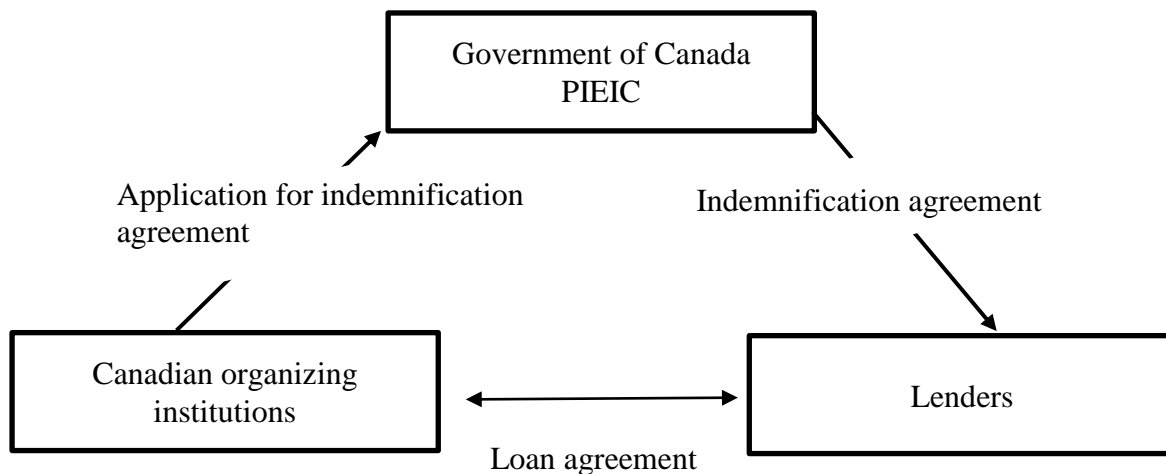 Government of Canada
PIEIC
Application for indemnification
agreement
Indemnification agreement
Canadian organizing
institutions
Lenders
Loan agreement